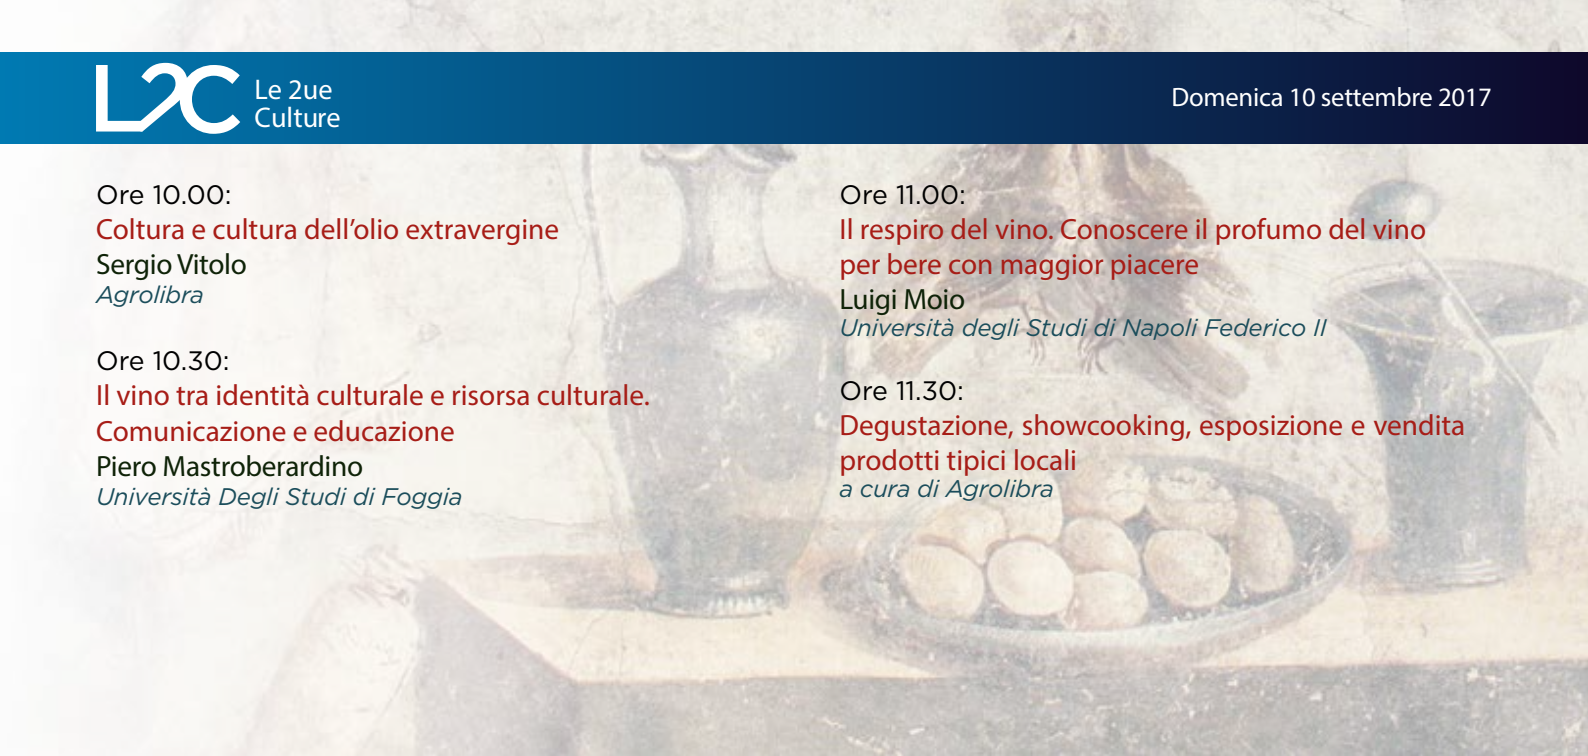 L2C
Le 2ue
Culture
Domenica 10 settembre 2017
Ore 10.00:
Coltura e cultura dell’olio extravergine
Sergio Vitolo
Agrolibra
Ore 10.30:
Il vino tra identità culturale e risorsa culturale.
Comunicazione e educazione
Piero Mastroberardino
Università Degli Studi di Foggia
Ore 11.00:
Il respiro del vino. Conoscere il profumo del vino
per bere con maggior piacere
Luigi Moio
Università degli Studi di Napoli Federico II
Ore 11.30:
Degustazione, showcooking, esposizione e vendita
prodotti tipici locali
a cura di Agrolibra